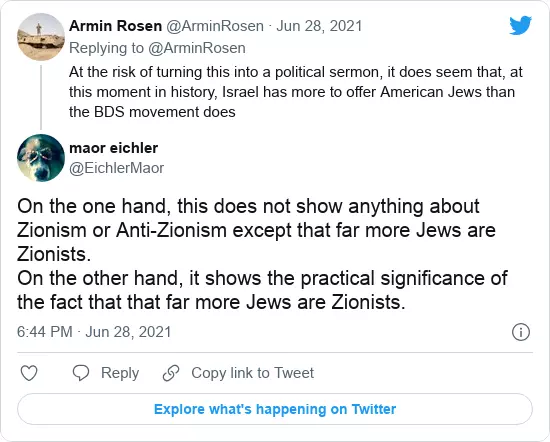 Armin Rosen @ArminRosen · Jun 28, 2021
Replying to @ArminRosen
At the risk of turning this into a political sermon, it does seem that, at
this moment in history, Israel has more to offer American Jews than
the BDS movement does
maor eichler
@EichlerMaor
On the one hand, this does not show anything about
Zionism or Anti-Zionism except that far more Jews are
Zionists.
On the other hand, it shows the practical significance of
the fact that that far more Jews are Zionists.
6:44 PM · Jun 28, 2021
Reply
Copy link to Tweet
Explore what's happening on Twitter